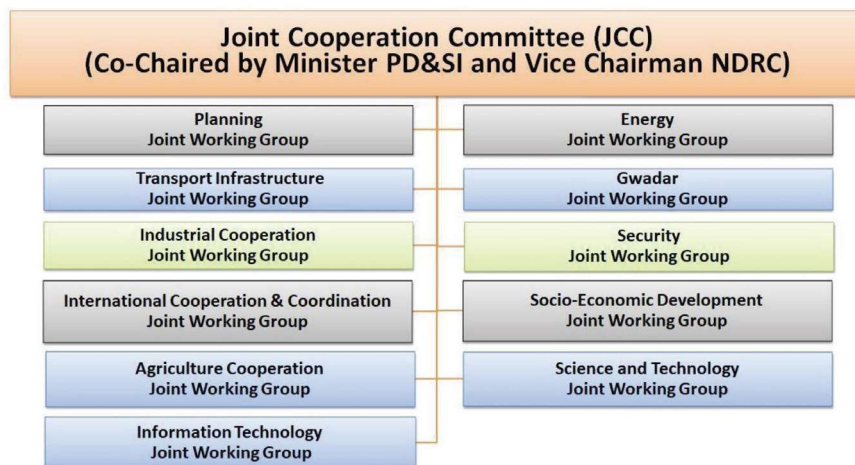 Joint Cooperation Committee (JCC)
(Co-Chaired by Minister PD&SI and Vice Chairman NDRC)
Planning
Joint Working Group
Energy
Joint Working Group
Transport Infrastructure
Joint Working Group
Gwadar
Joint Working Group
Industrial Cooperation
Joint Working Group
Security
Joint Working Group
International Cooperation & Coordination
Joint Working Group
Socio-Economic Development
Joint Working Group
Agriculture Cooperation
Joint Working Group
Science and Technology
Joint Working Group
Information Technology
Joint Working Group